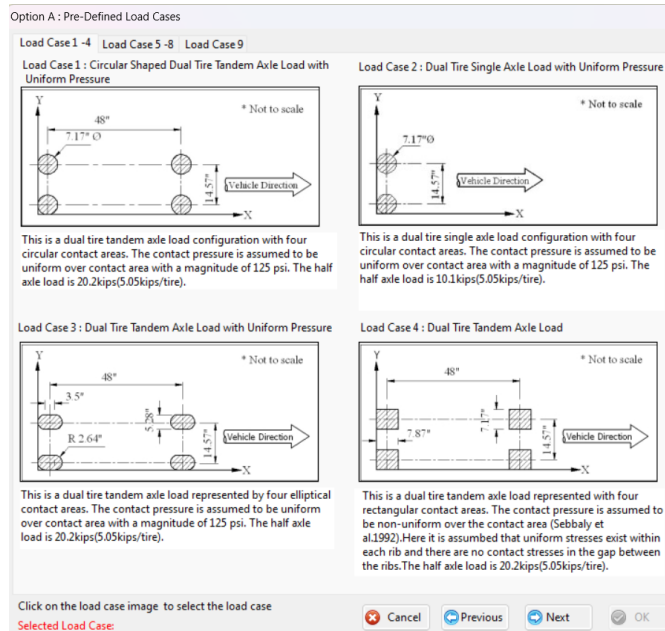 Option A : Pre-Defined Load Cases
Load Case 1 -4 Load Case 5 -8 Load Case 9
Load Case 1 : Circular Shaped Dual Tire Tandem Axle Load with
Uniform Pressure
Y
* Not to scale
48"
7.17" Ø
14.57"
Vehicle Direction
X
This is a dual tire tandem axle load configuration with four
circular contact areas. The contact pressure is assumed to be
uniform over contact area with a magnitude of 125 psi. The half
axle load is 20.2kips(5.05kips/tire).
Load Case 2 : Dual Tire Single Axle Load with Uniform Pressure
Y
* Not to scale
7.17"Ø
14.57"
Vehicle Direction
X
This is a dual tire single axle load configuration with four
circular contact areas. The contact pressure is assumed to be
uniform over contact area with a magnitude of 125 psi. The
half axle load is 10.1kips(5.05kips/tire).
Load Case 3 : Dual Tire Tandem Axle Load with Uniform Pressure
Y
* Not to scale
48"
3.5"
5.28"
R 2.64"
14.57"
Vehicle Direction
X
This is a dual tire tandem axle load represented by four elliptical
contact areas. The contact pressure is assumed to be uniform
over contact area with a magnitude of 125 psi. The half axle
load is 20.2kips(5.05kips/tire).
Load Case 4 : Dual Tire Tandem Axle Load
Y
* Not to scale
48"
7.87"
7.17"
14.57"
Vehicle Direction
X
This is a dual tire tandem axle load represented with four
rectangular contact areas. The contact pressure is assumed to
be non-uniform over the contact area (Sebbaly et
al.1992).Here it is assumbed that uniform stresses exist within
each rib and there are no contact stresses in the gap between
the ribs.The half axle load is 20.2kips(5.05kips/tire).
Click on the load case image to select the load case
Selected Load Case:
Cancel Previous Next OK